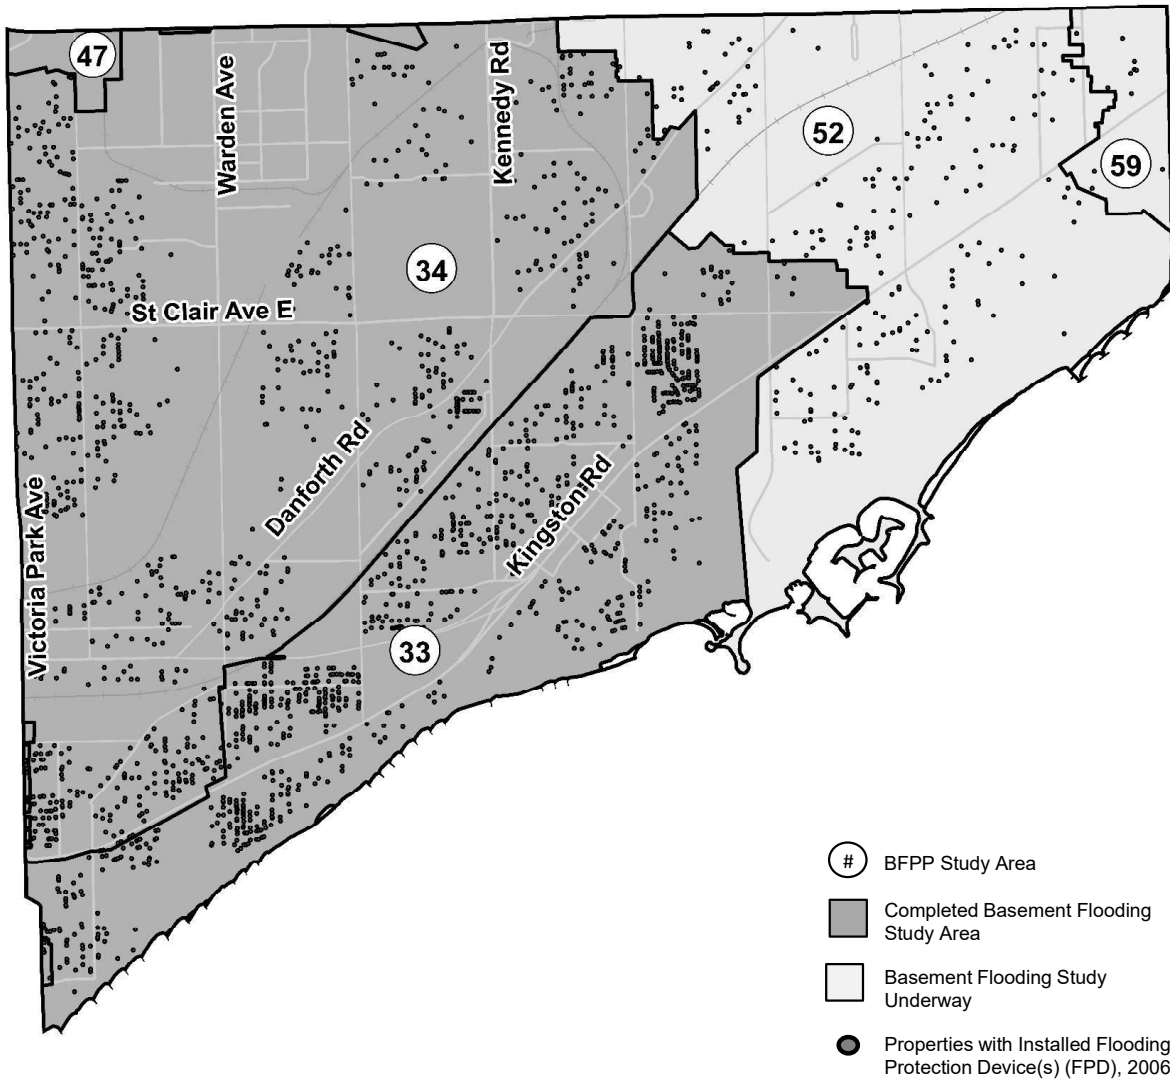 47
Warden Ave
Kennedy Rd
52
59
34
St Clair Ave E
Danforth Rd
Kingston Rd
Victoria Park Ave
33
# BFPP Study Area
Completed Basement Flooding
Study Area
Basement Flooding Study
Underway
Properties with Installed Flooding
Protection Device(s) (FPD), 2006